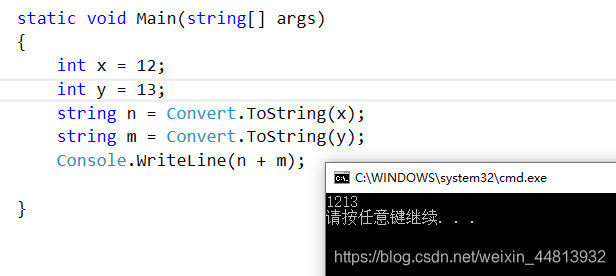 static void Main(string[] args)
{
int x = 12;
int y = 13;
string n = Convert.ToString(x);
string m = Convert.ToString(y);
Console.WriteLine(n + m);
}
C:\WINDOWS\system32\cmd.exe
1213
请按任意键继续. . .
https://blog.csdn.net/weixin_44813932